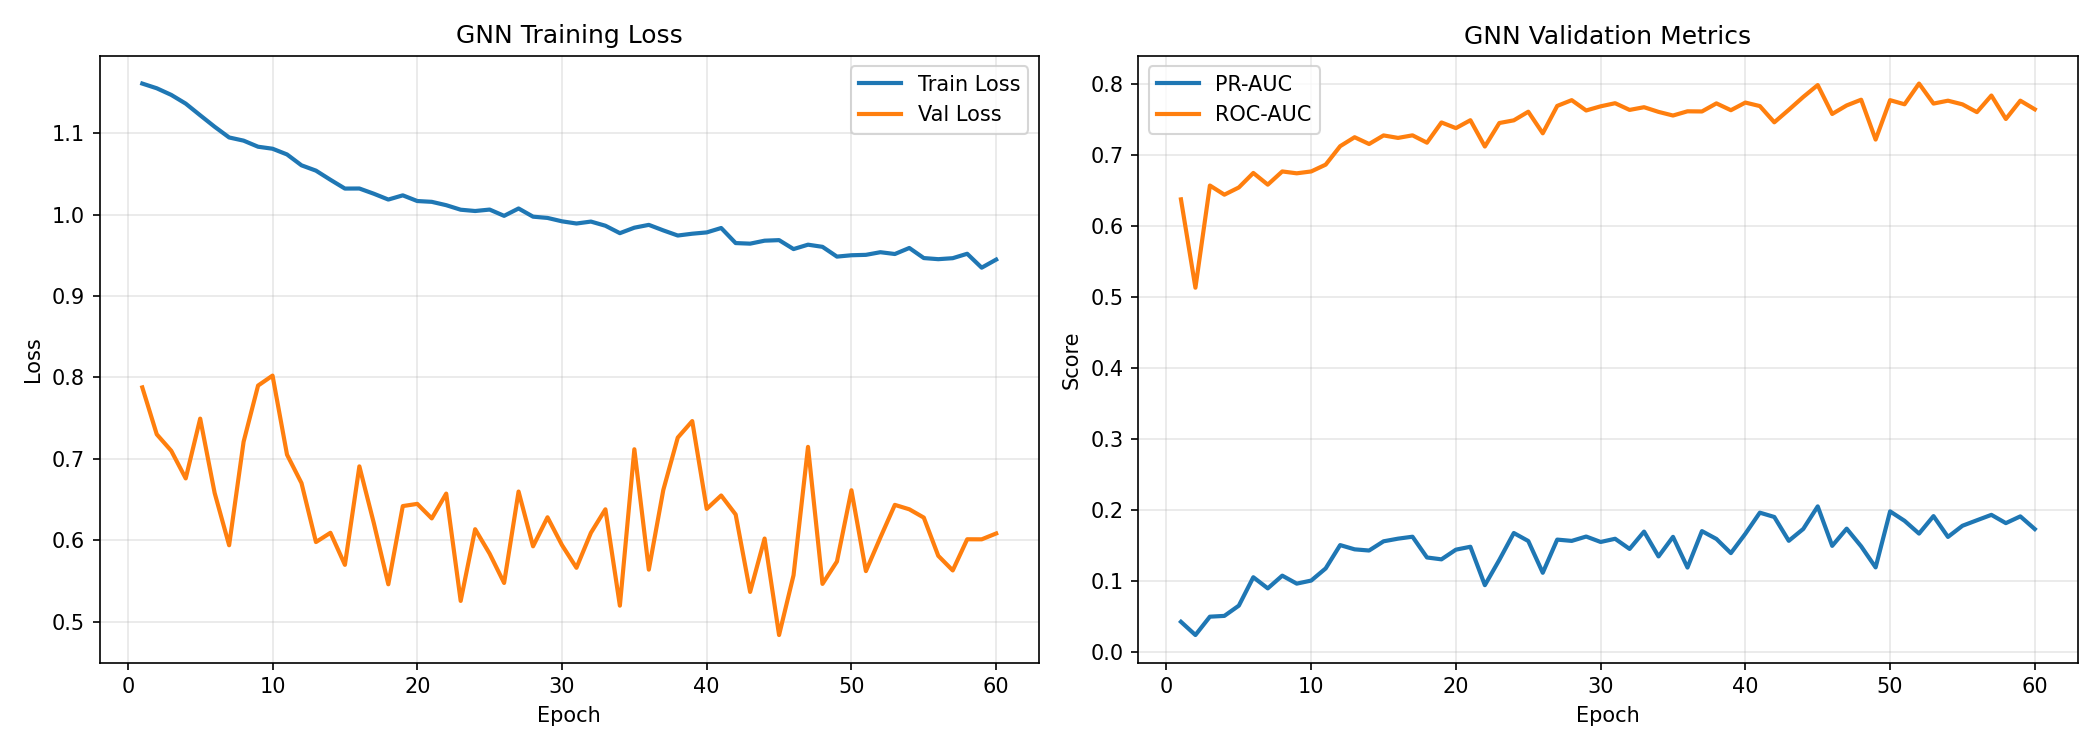 GNN Training Loss
Train Loss
Val Loss
1.1
1.0
0.9
0.8
0.7
0.6
0.5
Loss
0 10 20 30 40 50 60
Epoch
GNN Validation Metrics
PR-AUC
ROC-AUC
0.8
0.7
0.6
0.5
0.4
0.3
0.2
0.1
0.0
Score
0 10 20 30 40 50 60
Epoch